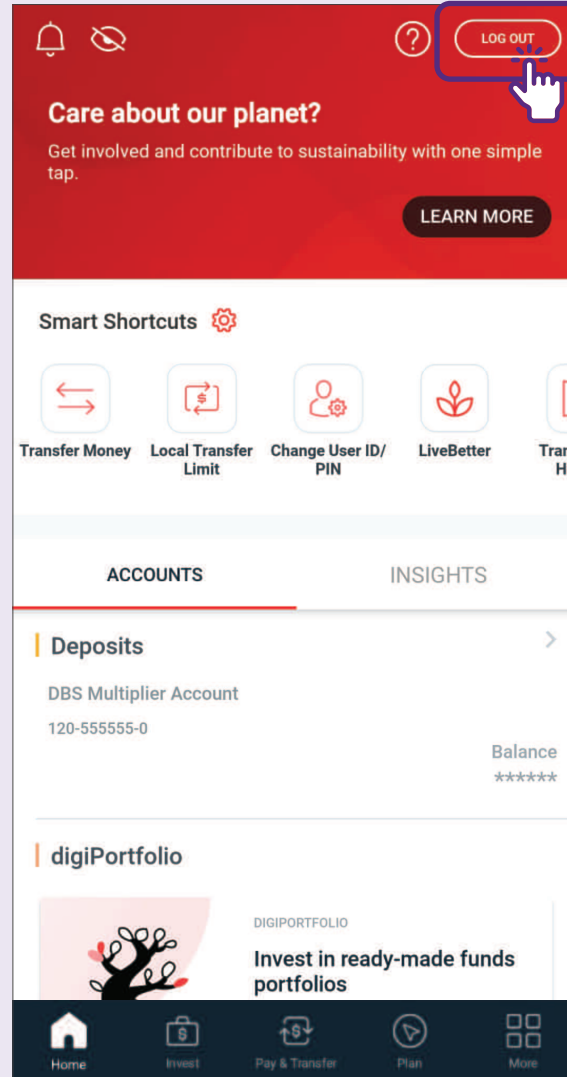 LOG OUT
Care about our planet?
Get involved and contribute to sustainability with one simple
tap.
LEARN MORE
Smart Shortcuts
Transfer Money
Local Transfer
Limit
Change User ID/
PIN
LiveBetter
ACCOUNTS
INSIGHTS
Deposits
DBS Multiplier Account
120-555555-0
Balance
******
digiPortfolio
DIGIPORTFOLIO
Invest in ready-made funds
portfolios
Home
Invest
Pay & Transfer
Plan
More